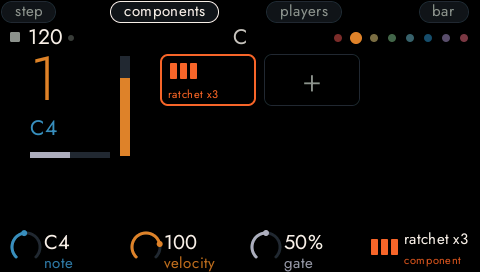 step components players bar
120 C
1
C4
ratchet x3
+
C4 100 50% ratchet x3
note velocity gate component